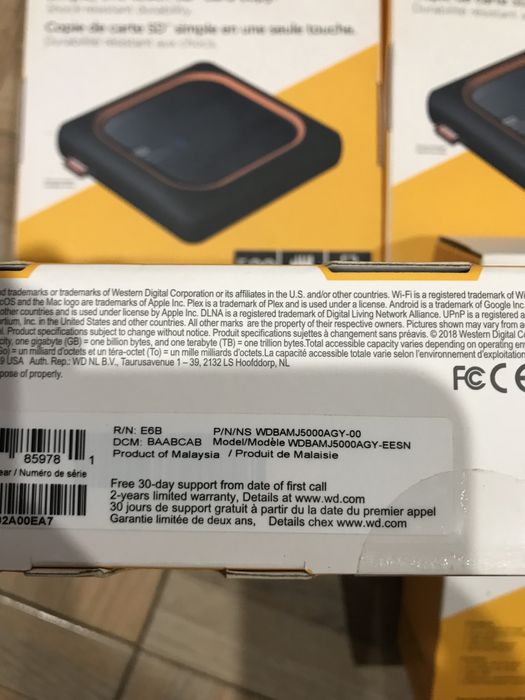 Copie de carte SD™ simple en une seule touche.
trademarks or trademarks of Western Digital Corporation or its affiliates in the U.S. and/or other countries. Wi-Fi is a registered trademark of Wi
cOS and the Mac logo are trademarks of Apple Inc. Plex is a trademark of Plex and is used under a license. Android is a trademark of Google Inc.
other countries and is used under license by Apple Inc. DLNA is a registered trademark of Digital Living Network Alliance. UPnP is a registered a
rtium, Inc. in the United States and other countries. All other marks are the property of their respective owners. Pictures shown may vary from a
l. Product specifications subject to change without notice. Produit specifications sujettes à changement sans préavis. © 2018 Western Digital C
city, one gigabyte (GB) = one billion bytes, and one terabyte (TB) = one trillion bytes. Total accessible capacity varies depending on operating en
Go) = un milliard d'octets et un téra-octet (To) = un mille milliards d'octets. La capacité accessible totale varie selon l'environnement d'exploitation
9 USA Auth. Rep.: WD NL B.V., Taurusavenue 1 – 39, 2132 LS Hoofddorp, NL
pose of properly.
FC CE
R/N: E6B P/N/NS WDBAMJ5000AGY-00
DCM: BAABCAB Model/Modèle WDBAMJ5000AGY-EESN
Product of Malaysia / Produit de Malaisie
85978 1
ear / Numéro de série
02A00EA7
Free 30-day support from date of first call
2-years limited warranty, Details at www.wd.com
30 jours de support gratuit à partir du la date du premier appel
Garantie limitée de deux ans, Details chex www.wd.com